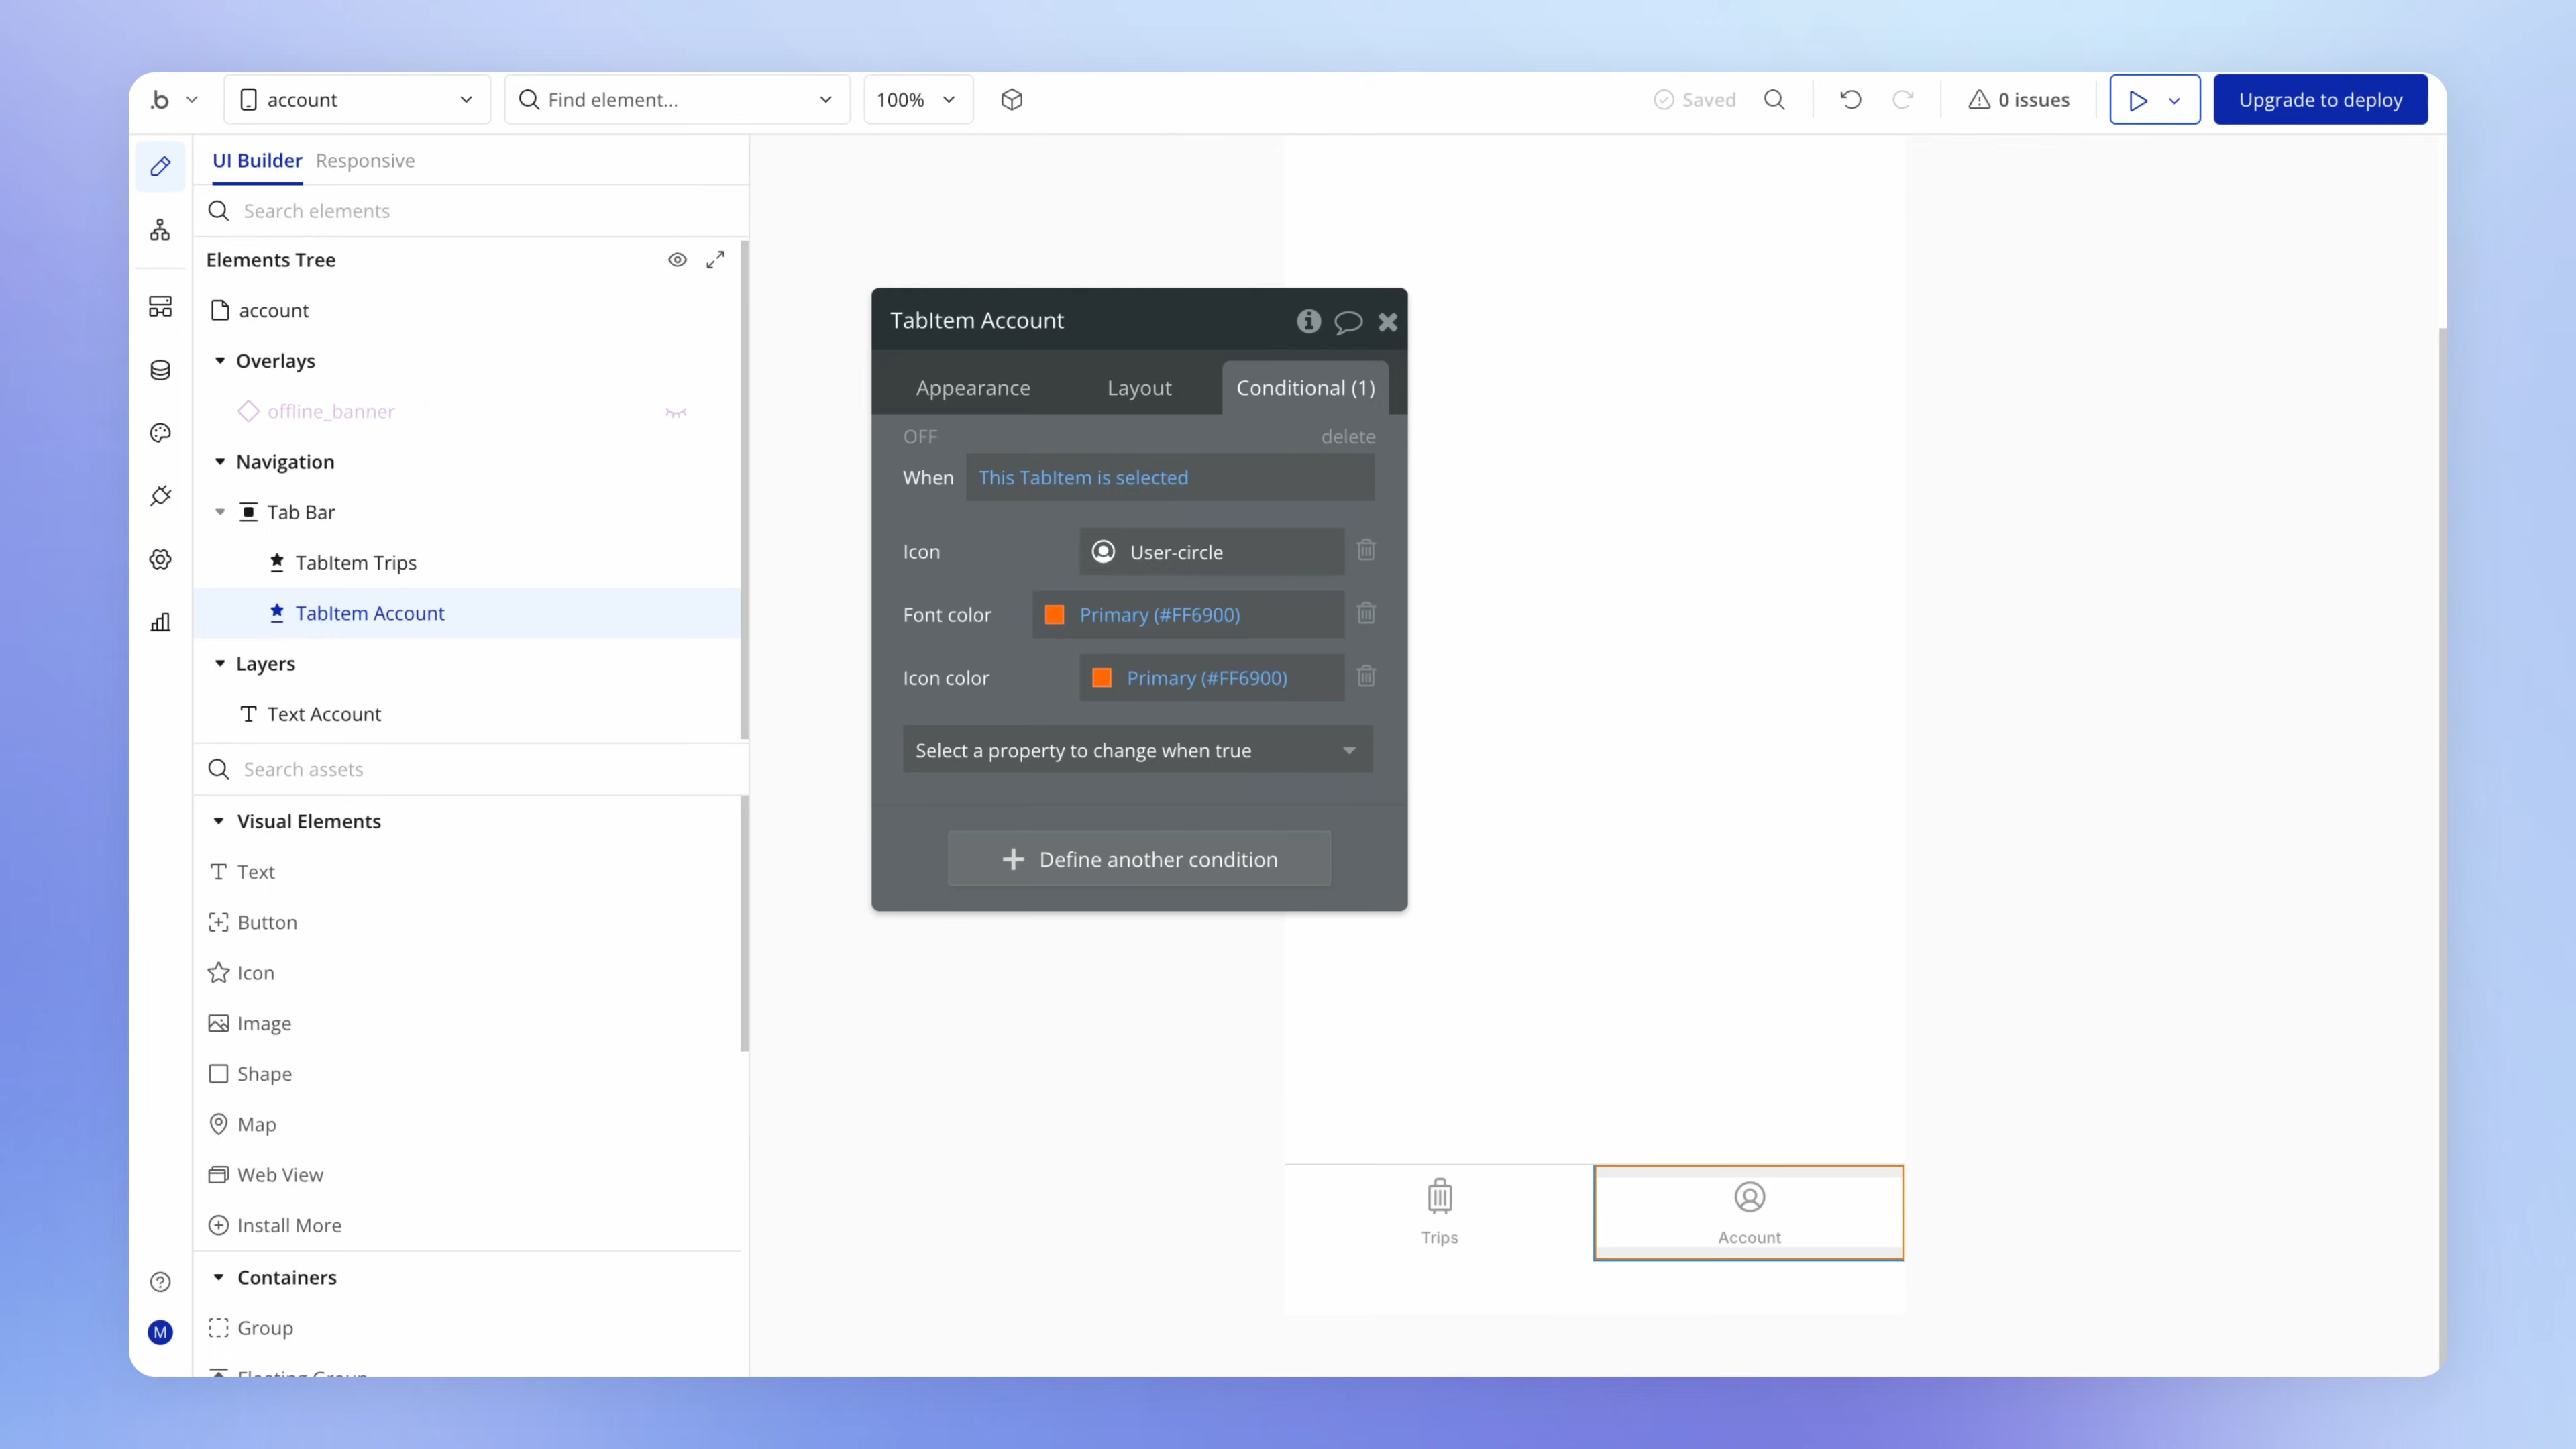 .b
account
Find element...
100%
Saved
0 issues
Upgrade to deploy
UI Builder
Responsive
Search elements
Elements Tree
account
Overlays
offline_banner
Navigation
Tab Bar
TabItem Trips
TabItem Account
Layers
Text Account
Search assets
Visual Elements
Text
Button
Icon
Image
Shape
Map
Web View
Install More
Containers
Group
Floating Group
M
TabItem Account
Appearance
Layout
Conditional (1)
OFF
delete
When
This TabItem is selected
Icon
User-circle
Font color
Primary (#FF6900)
Icon color
Primary (#FF6900)
Select a property to change when true
Define another condition
Trips
Account